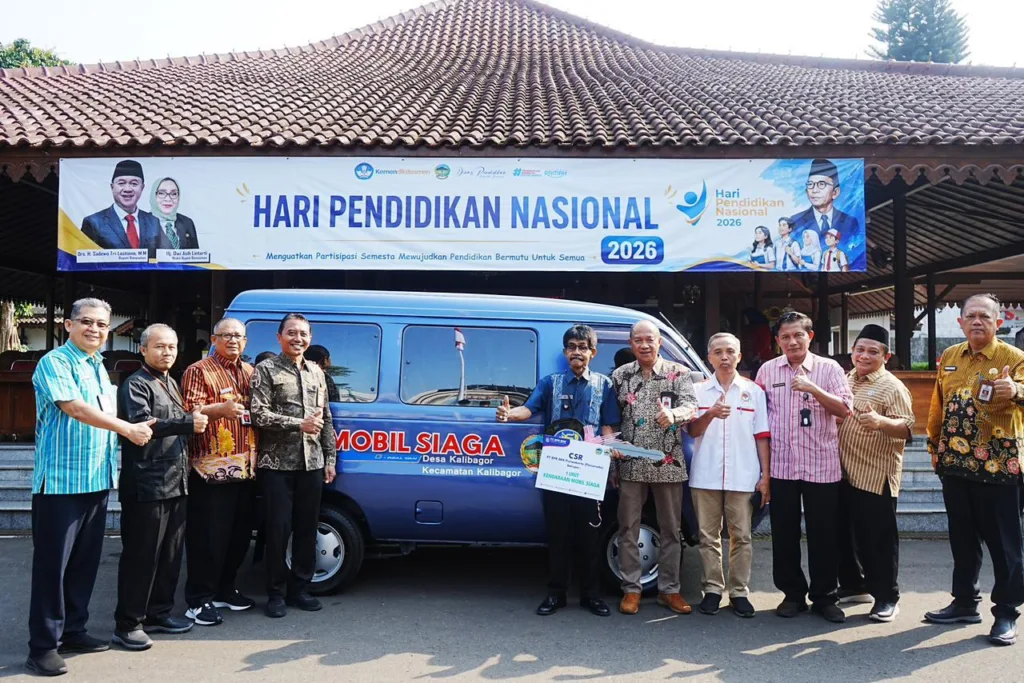 HARI PENDIDIKAN NASIONAL
2026
Menguatkan Partisipasi Semesta Mewujudkan Pendidikan Bermutu Untuk Semua
Hari
Pendidikan
Nasional
2026
MOBIL SIAGA
Desa Kalibagor
Kecamatan Kalibagor
CSR
1 UNIT
KENDARAAN MOBIL SIAGA